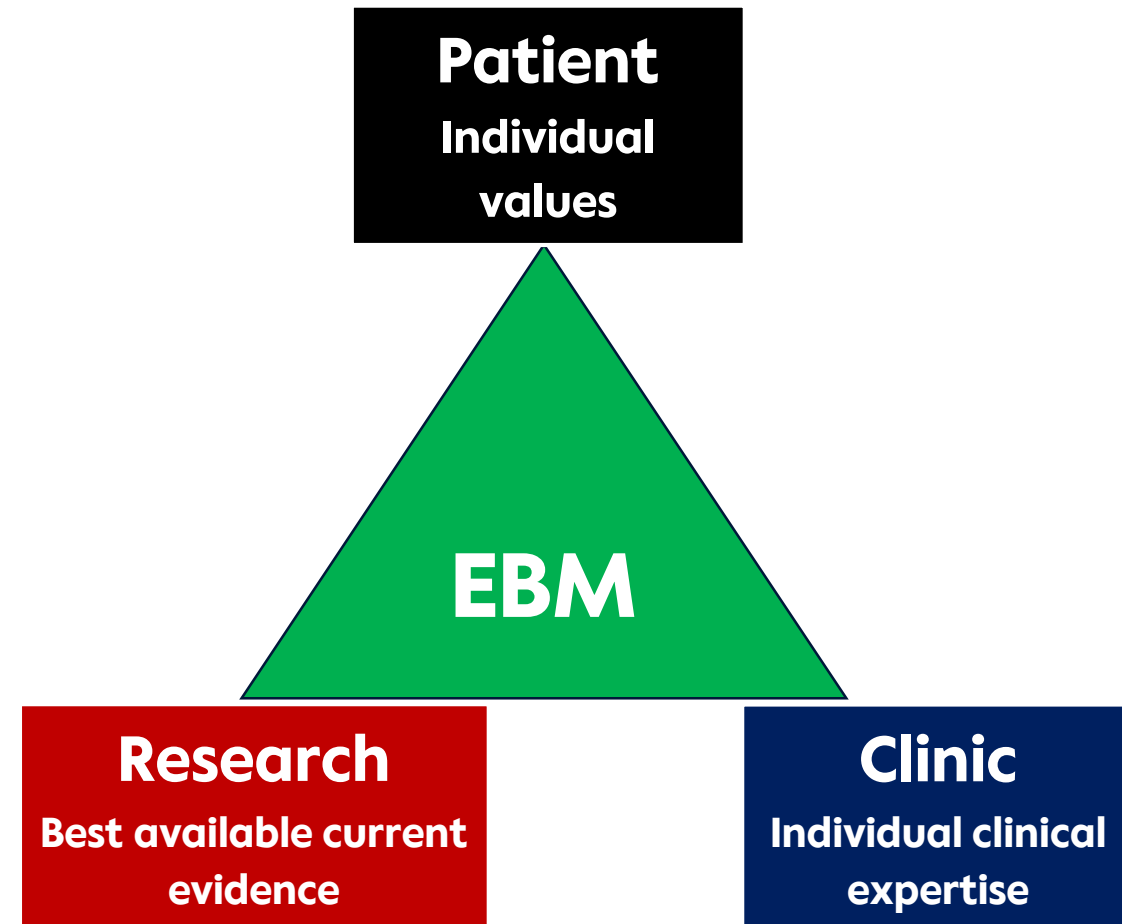 Patient
Individual
values
EBM
Research
Best available current
evidence
Clinic
Individual clinical
expertise